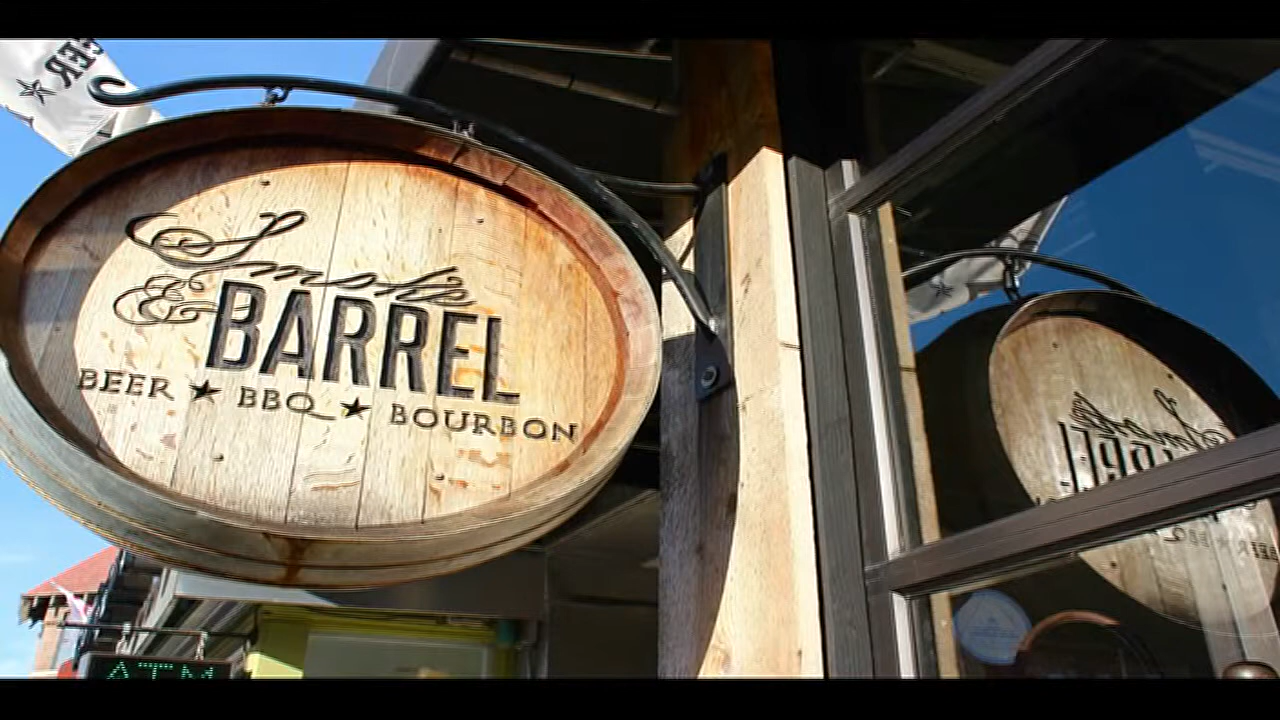 Smoke
& BARREL
BEER ★ BBQ ★ BOURBON
ATM